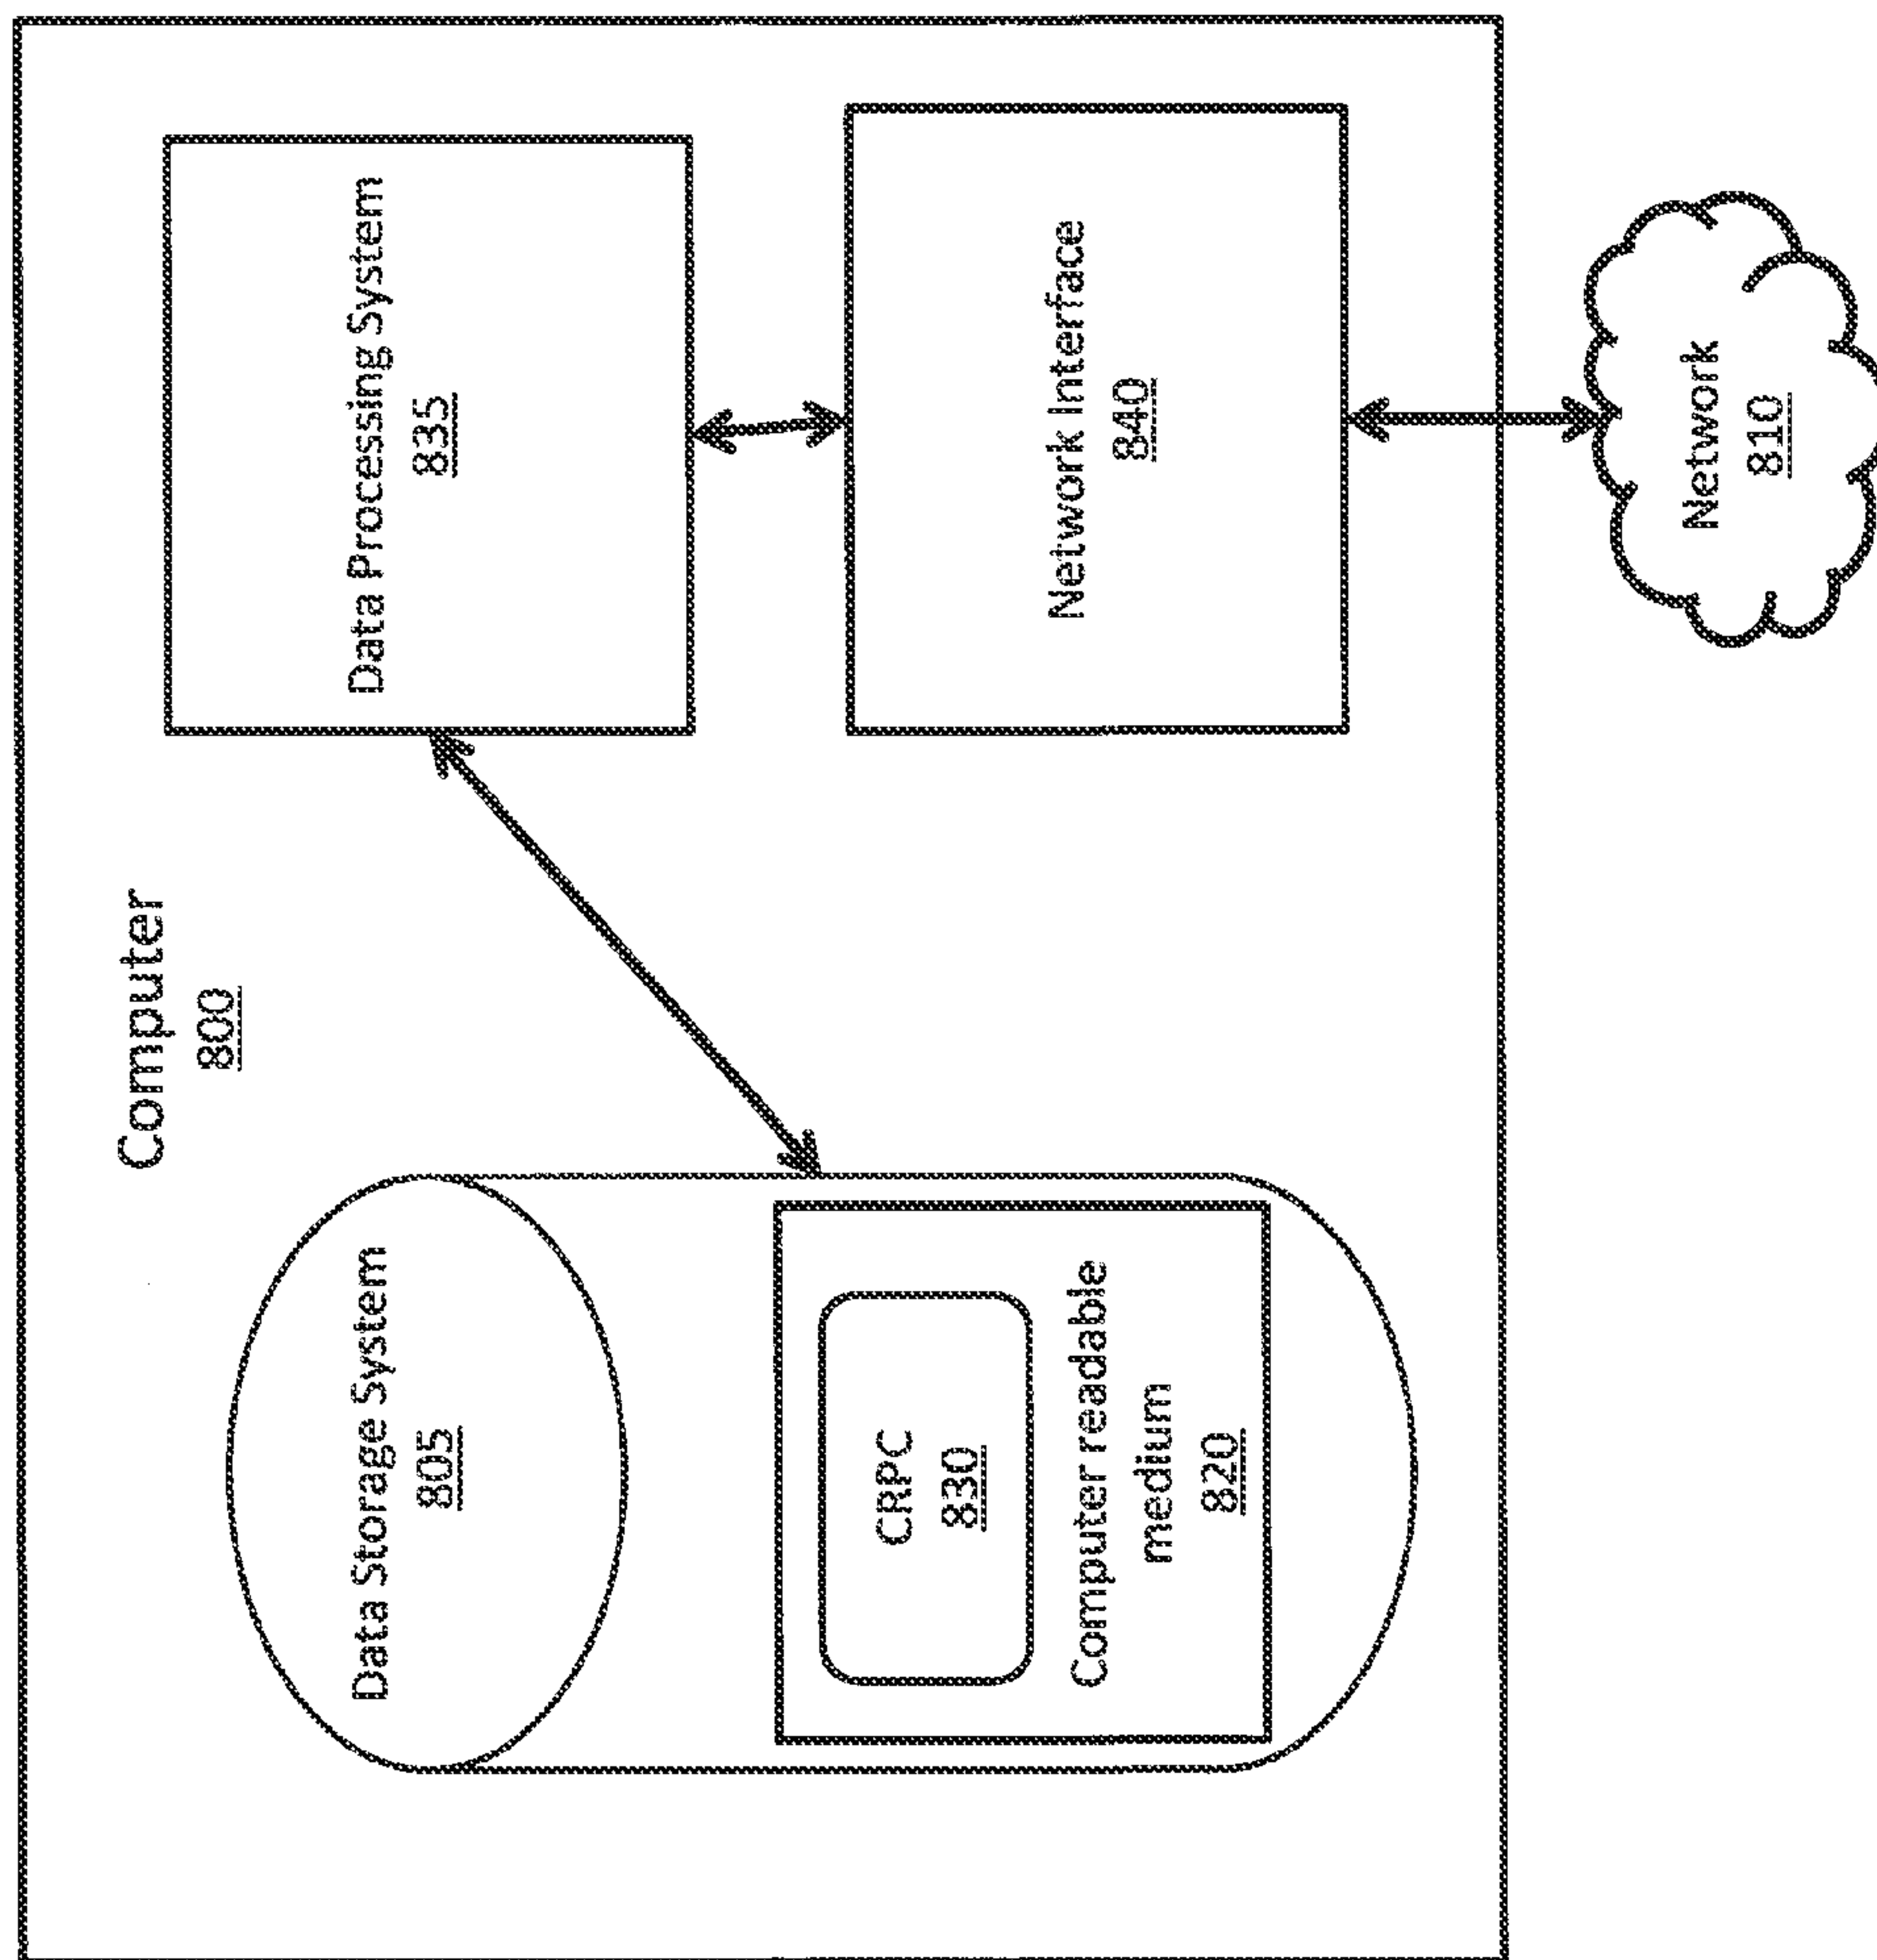 Computer
800
Data Storage System
805
CRPC
830
Computer readable
medium
820
Data Processing System
835
Network Interface
840
Network
810